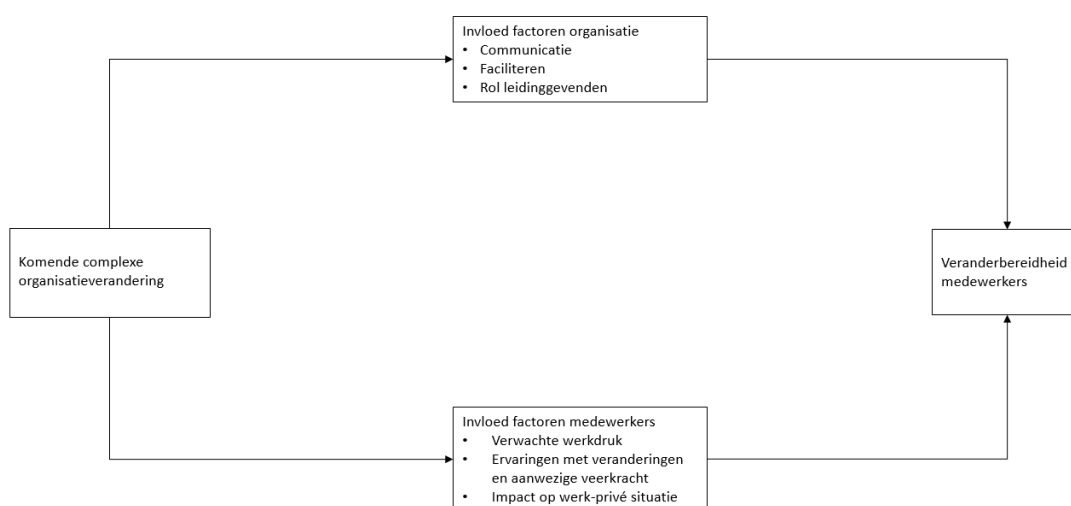 Invloed factoren organisatie
• Communicatie
• Faciliteren
• Rol leidinggevenden
Komende complexe
organisatieverandering
Veranderbereidheid
medewerkers
Invloed factoren medewerkers
• Verwachte werkdruk
• Ervaringen met veranderingen
en aanwezige veerkracht
• Impact op werk-privé situatie